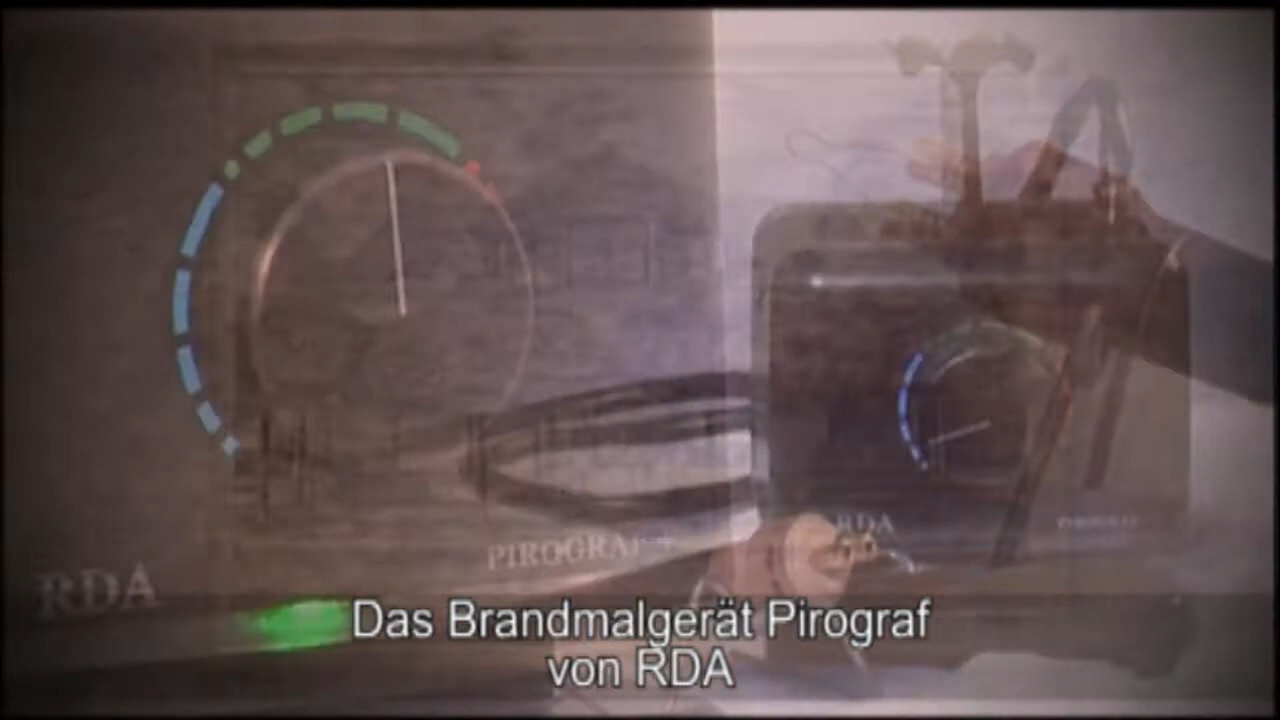 PIROGRAF+
RDA
RDA
Das Brandmalgerät Pirograf
von RDA